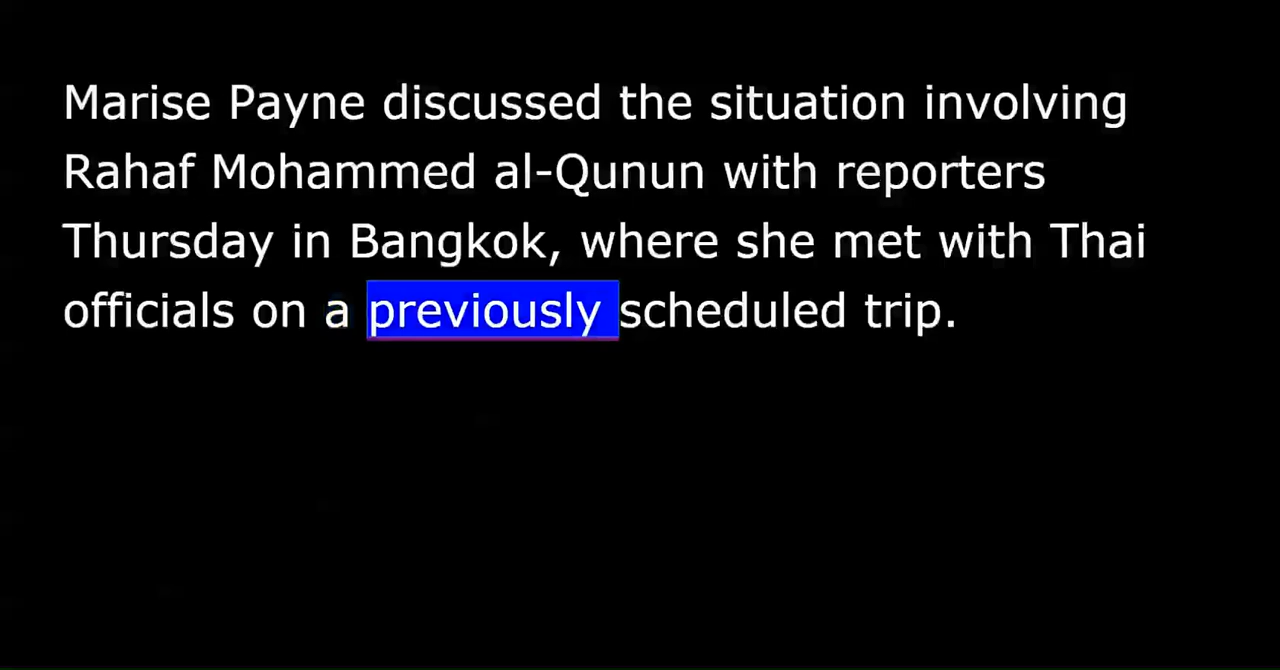 Marise Payne discussed the situation involving
Rahaf Mohammed al-Qunun with reporters
Thursday in Bangkok, where she met with Thai
officials on a previously scheduled trip.